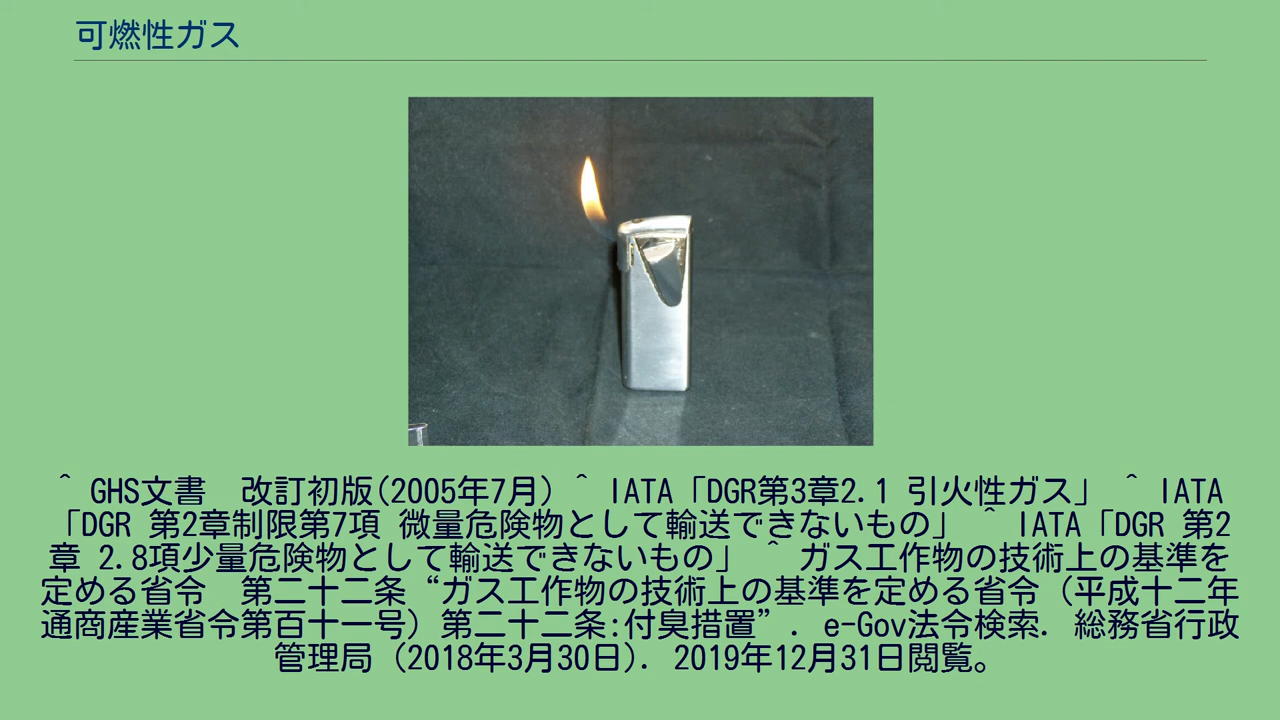 可燃性ガス
^ GHS文書　改訂初版(2005年7月) ^ IATA「DGR第3章2.1 引火性ガス」 ^ IATA
「DGR 第2章制限第7項 微量危険物として輸送できないもの」 ^ IATA「DGR 第2
章 2.8項少量危険物として輸送できないもの」 ^ ガス工作物の技術上の基準を
定める省令　第二十二条 “ガス工作物の技術上の基準を定める省令 (平成十二年
通商産業省令第百十一号) 第二十二条:付臭措置”. e-Gov法令検索. 総務省行政
管理局 (2018年3月30日). 2019年12月31日閲覧。